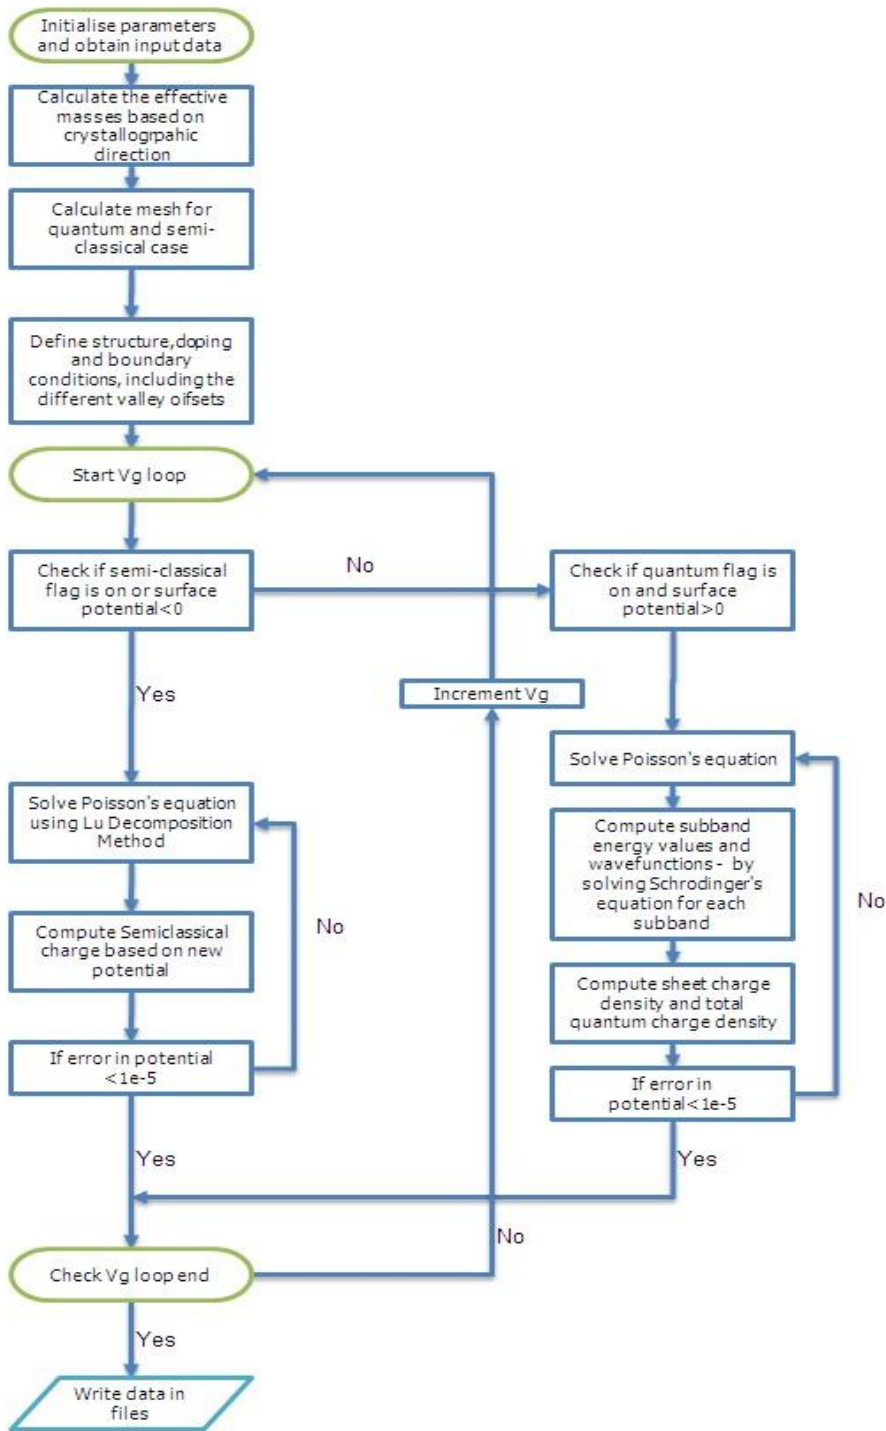 Initialise parameters
and obtain input data
Calculate the effective
masses based on
crystallogrpahic
direction
Calculate mesh for
quantum and semi-
classical case
Define structure,doping
and boundary
conditions, including the
different valley oifsets
Start Vg loop
Check if semi-classical
flag is on or surface
potential<0
No
Check if quantum flag is
on and surface
potential>0
Yes
Increment Vg
Solve Poisson's equation
using Lu Decomposition
Method
Solve Poisson's equation
Compute subband
energy values and
wavefunctions - by
solving Schrodinger's
equation for each
subband
No
No
Compute Semiclassical
charge based on new
potential
Compute sheet charge
density and total
quantum charge density
If error in potential
<1e-5
If error in
potential<1e-5
Yes
Yes
No
Check Vg loop end
Yes
Write data in
files